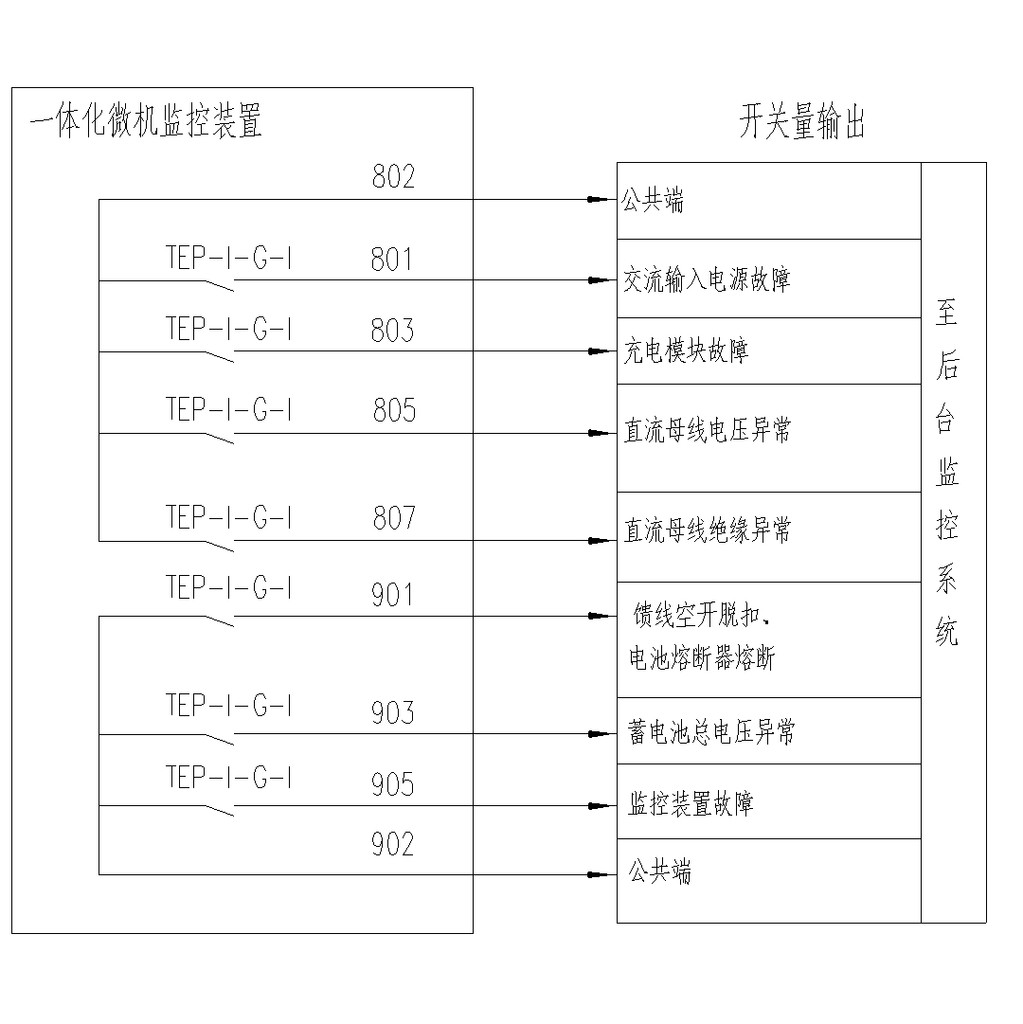 一体化微机监控装置
开关量输出
802
公共端
TEP-I-G-I
801
交流输入电源故障
TEP-I-G-I
803
充电模块故障
TEP-I-G-I
805
直流母线电压异常
TEP-I-G-I
807
直流母线绝缘异常
TEP-I-G-I
901
馈线空开脱扣、
电池熔断器熔断
TEP-I-G-I
903
蓄电池总电压异常
TEP-I-G-I
905
监控装置故障
902
公共端
至后台监控系统